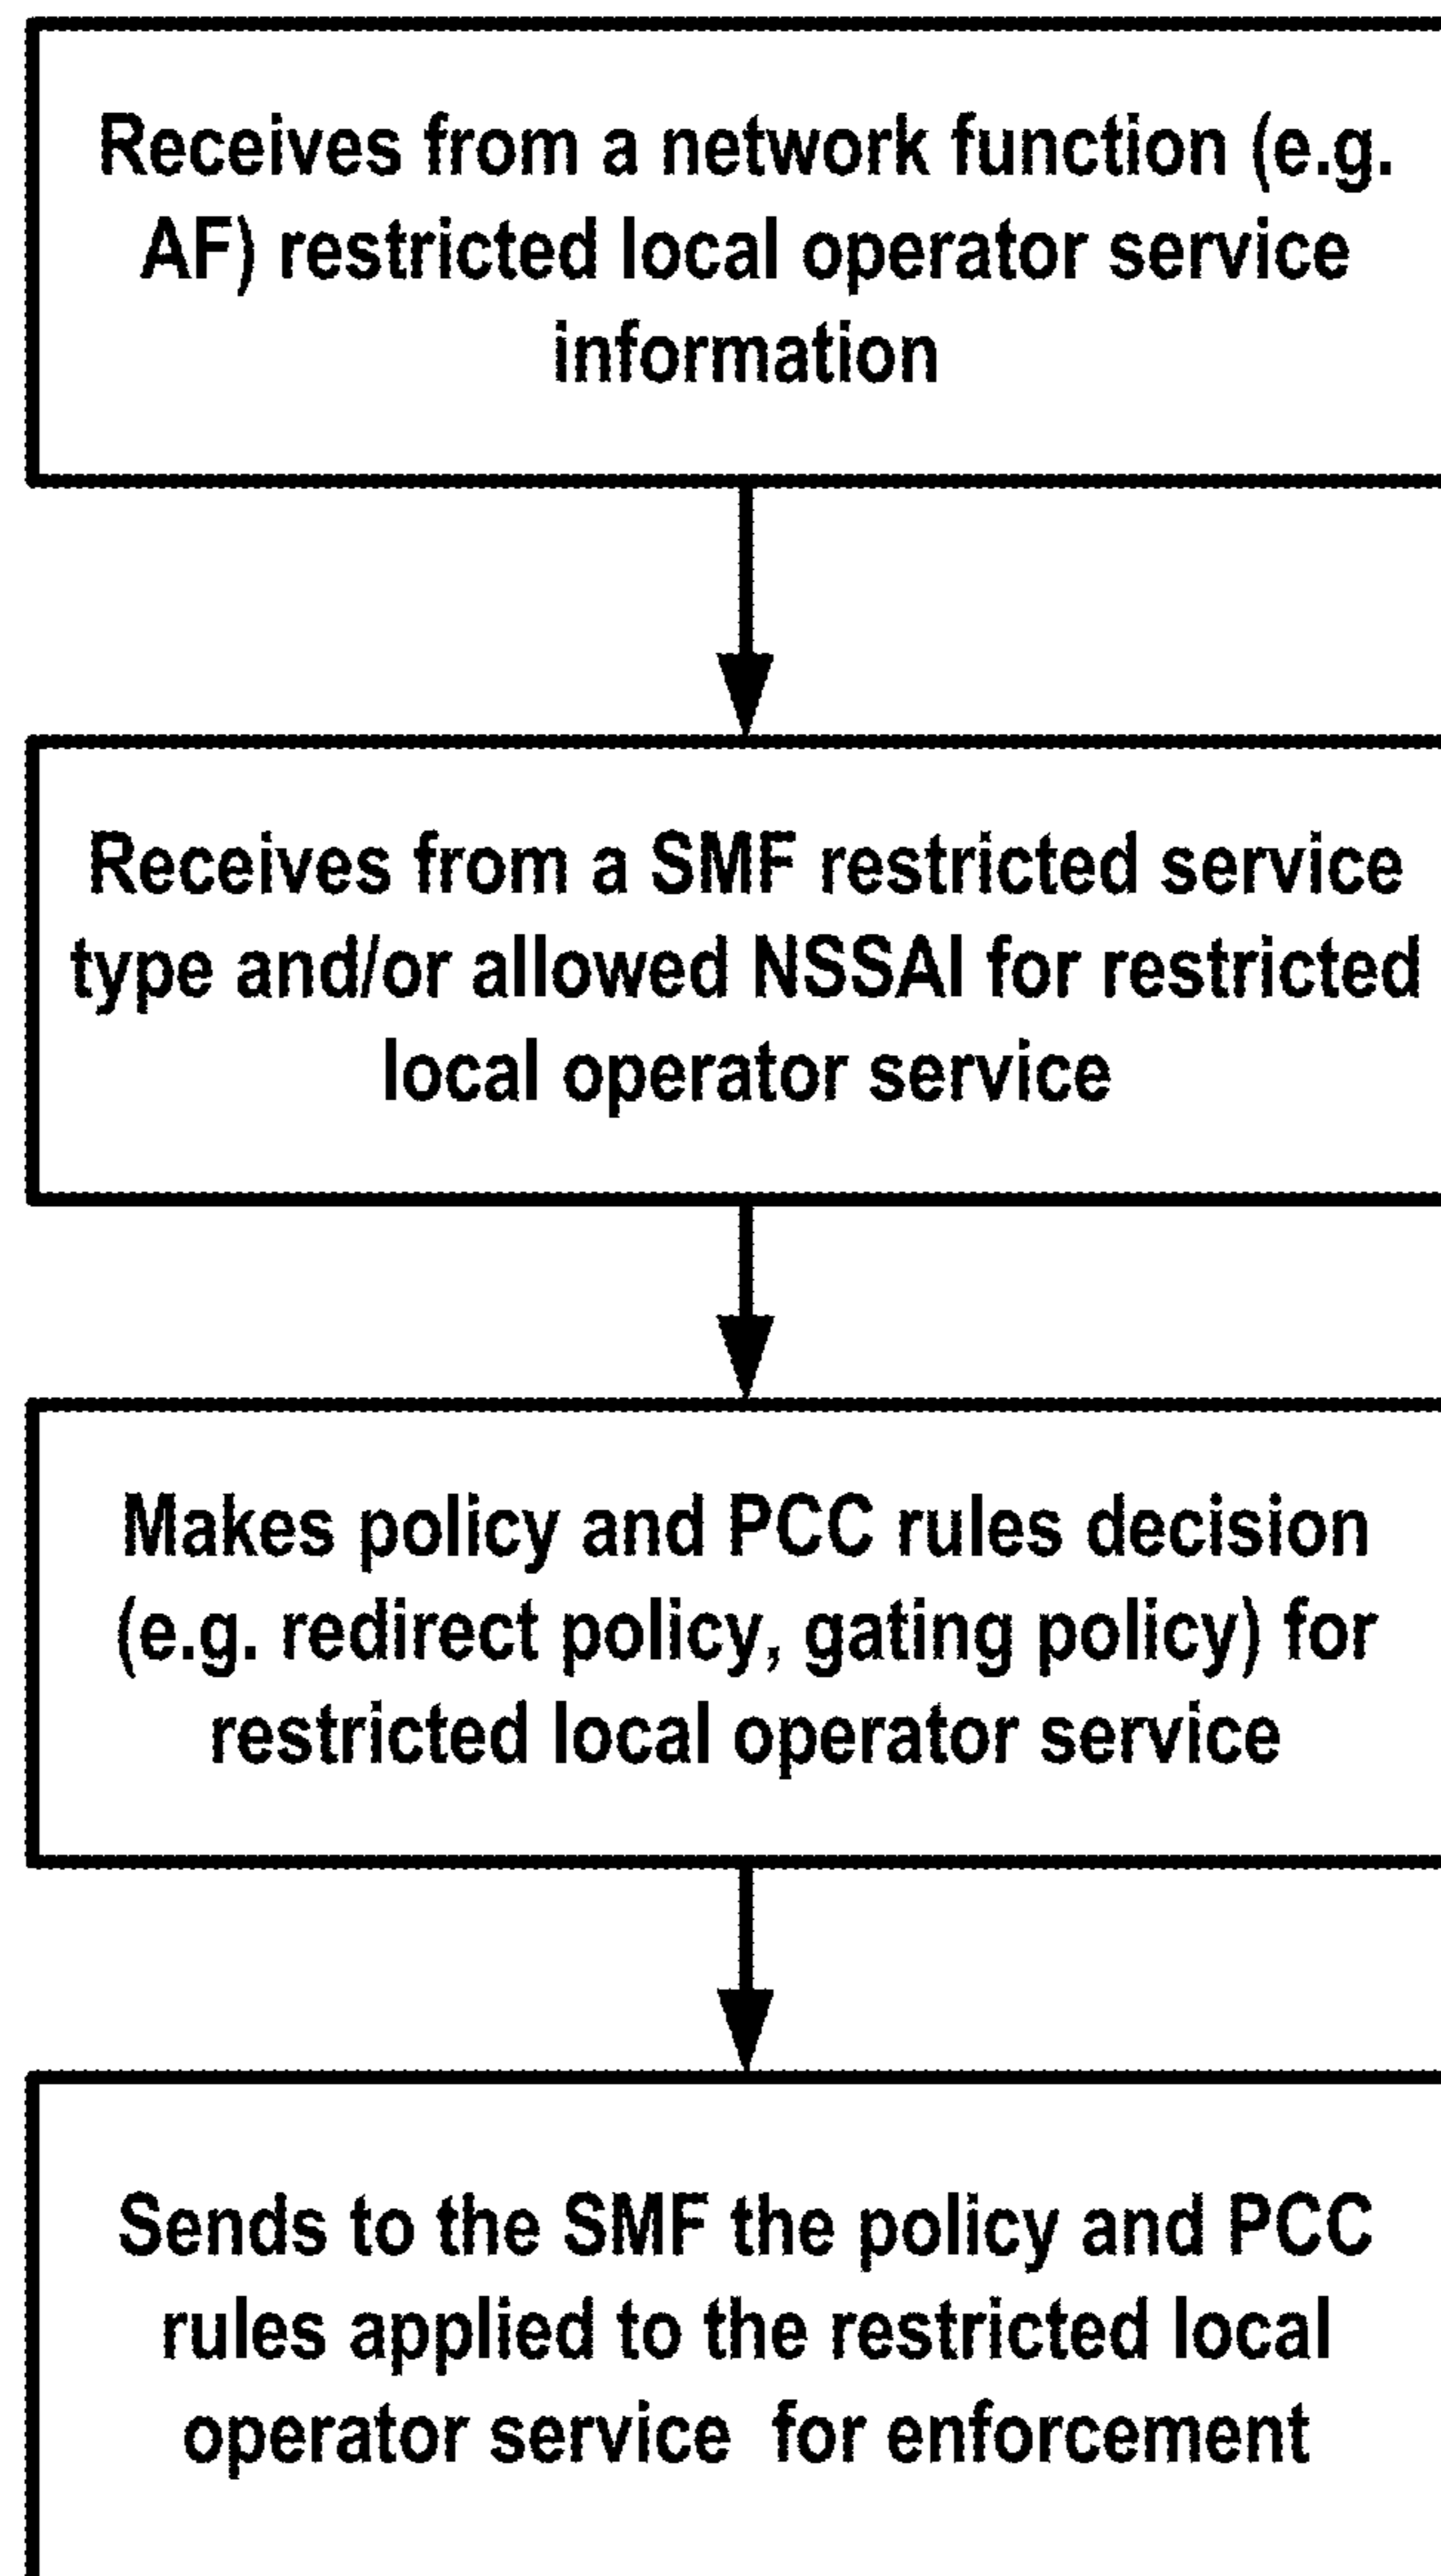 Receives from a network function (e.g.
AF) restricted local operator service
information
Receives from a SMF restricted service
type and/or allowed NSSAI for restricted
local operator service
Makes policy and PCC rules decision
(e.g. redirect policy, gating policy) for
restricted local operator service
Sends to the SMF the policy and PCC
rules applied to the restricted local
operator service  for enforcement